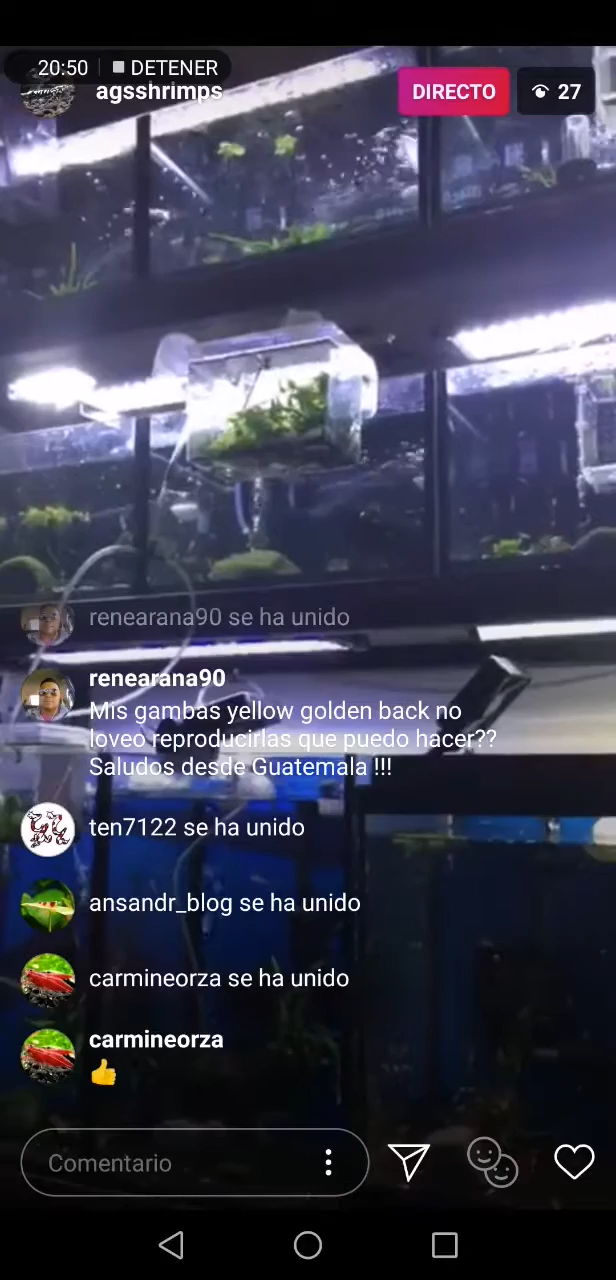 20:50 DETENER
agsshrimps DIRECTO 27
renearana90 se ha unido
renearana90
Mis gambas yellow golden back no
loveo reproducirlas que puedo hacer??
Saludos desde Guatemala !!!
ten7122 se ha unido
ansandr_blog se ha unido
carmineorza se ha unido
carmineorza
👍
Comentario